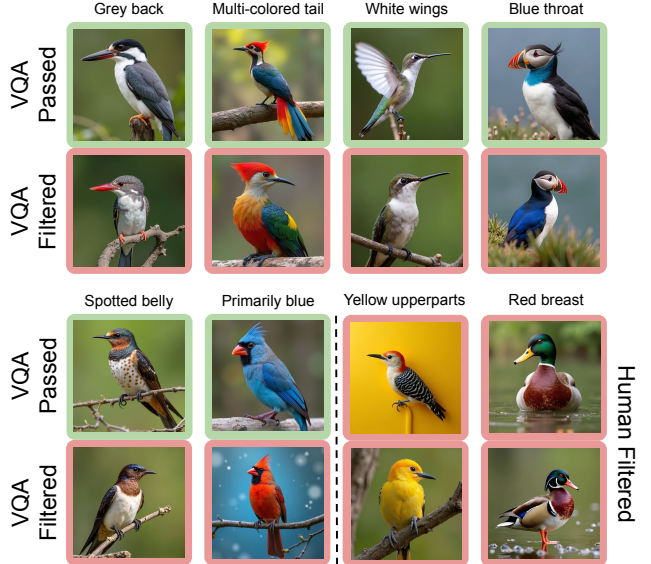 Grey back
Multi-colored tail
White wings
Blue throat
VQA
Passed
VQA
Filtered
Spotted belly
Primarily blue
Yellow upperparts
Red breast
VQA
Passed
VQA
Filtered
Human Filtered